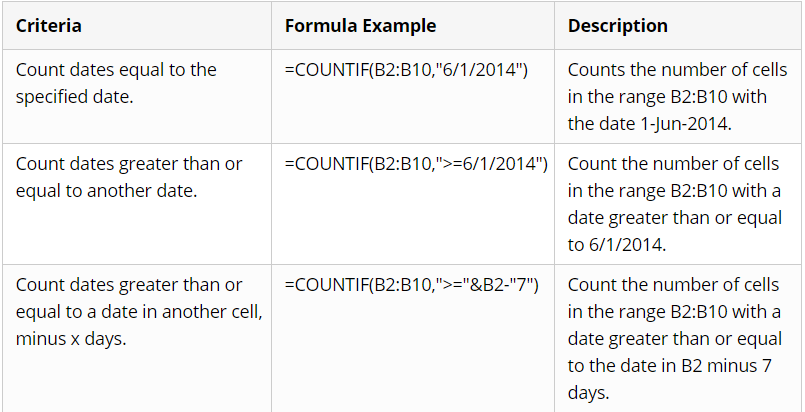 Criteria
Formula Example
Description
Count dates equal to the
specified date.
=COUNTIF(B2:B10,"6/1/2014")
Counts the number of cells
in the range B2:B10 with
the date 1-Jun-2014.
Count dates greater than or
equal to another date.
=COUNTIF(B2:B10,">=6/1/2014")
Count the number of cells
in the range B2:B10 with a
date greater than or equal
to 6/1/2014.
Count dates greater than or
equal to a date in another cell,
minus x days.
=COUNTIF(B2:B10,">="&B2-"7")
Count the number of cells
in the range B2:B10 with a
date greater than or equal
to the date in B2 minus 7
days.